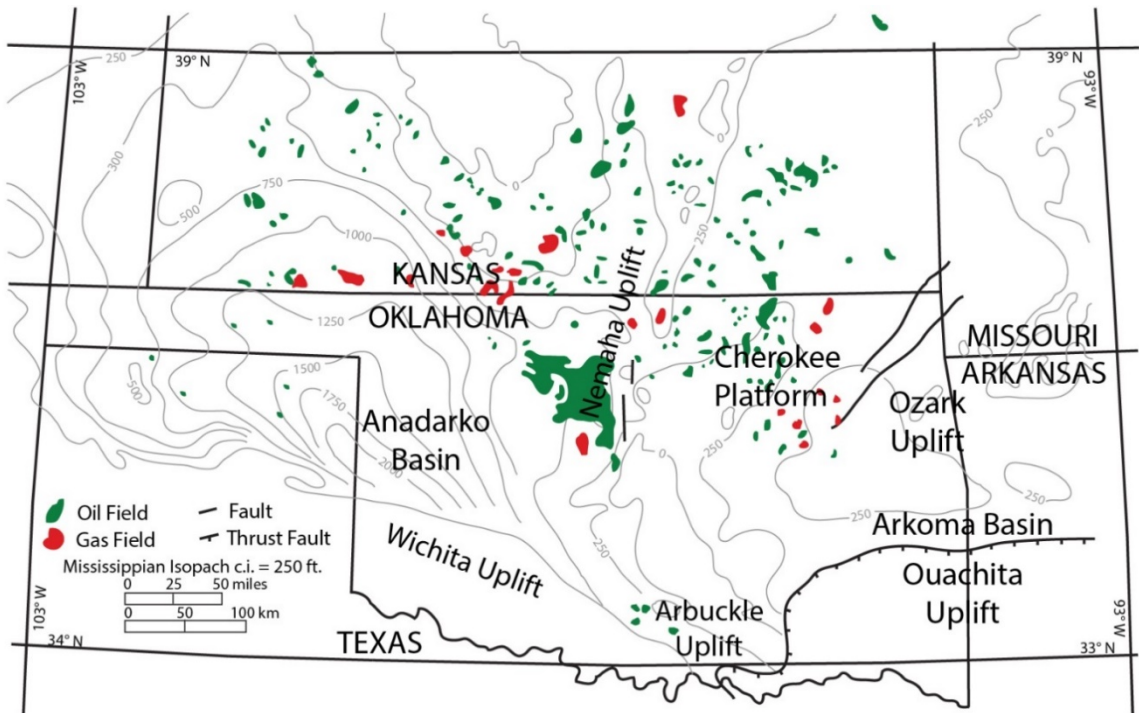 250
39° N
39° N
103° W
93° W
250
0
300
0
0
750
500
250
1000
KANSAS
Nemaha Uplift
1250
OKLAHOMA
MISSOURI
ARKANSAS
Cherokee
Platform
1500
500
1750
Anadarko
Basin
Ozark
Uplift
2000
250
0
250
Oil Field
Fault
Gas Field
Thrust Fault
250
Arkoma Basin
Mississippian Isopach c.i. = 250 ft.
Wichita Uplift
250
Ouachita
Uplift
0 25 50 miles
0 50 100 km
103° W
93° W
Arbuckle
Uplift
34° N
TEXAS
33° N